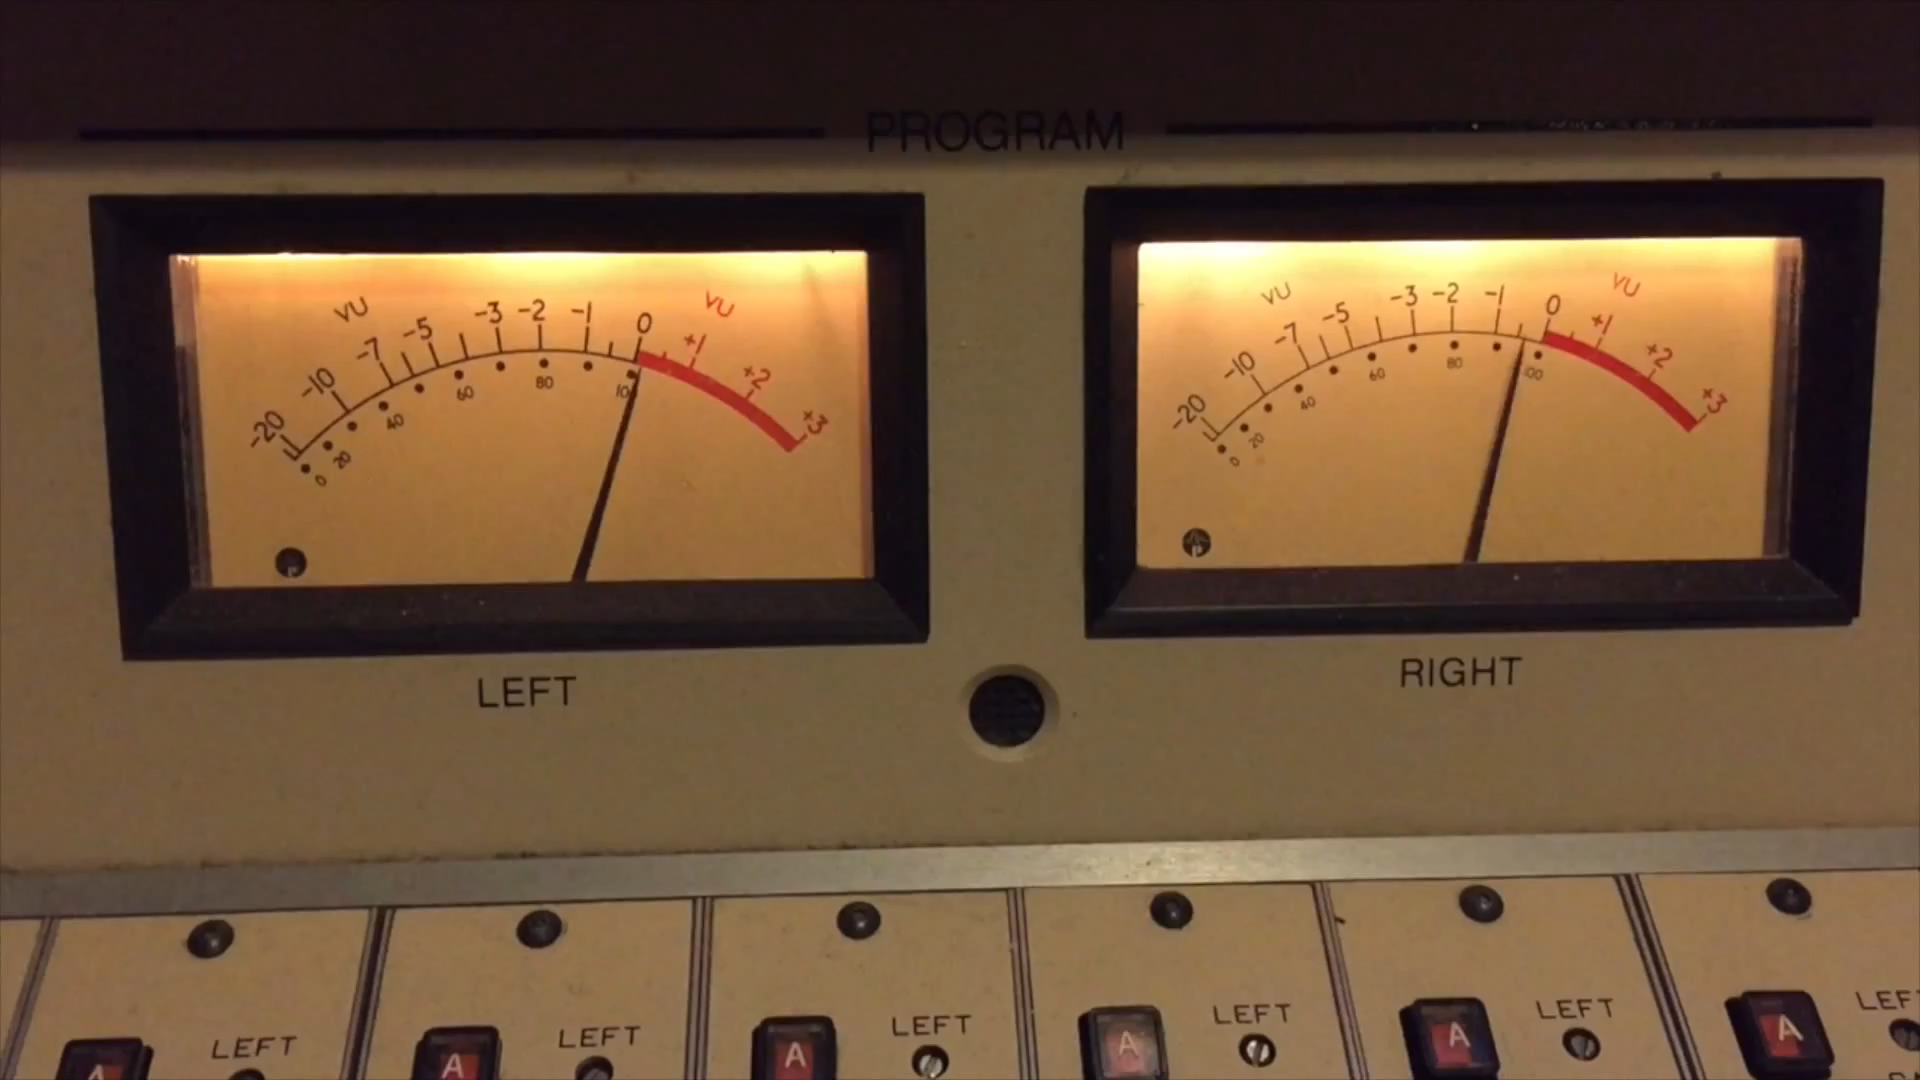 PROGRAM
VU VU
-20 -10 -7 -5 -3 -2 -1 0 +1 +2 +3
0 20 40 60 80 100
VU VU
-20 -10 -7 -5 -3 -2 -1 0 +1 +2 +3
0 20 40 60 80 100
LEFT
RIGHT
LEFT LEFT LEFT LEFT LEFT
A A A A A A